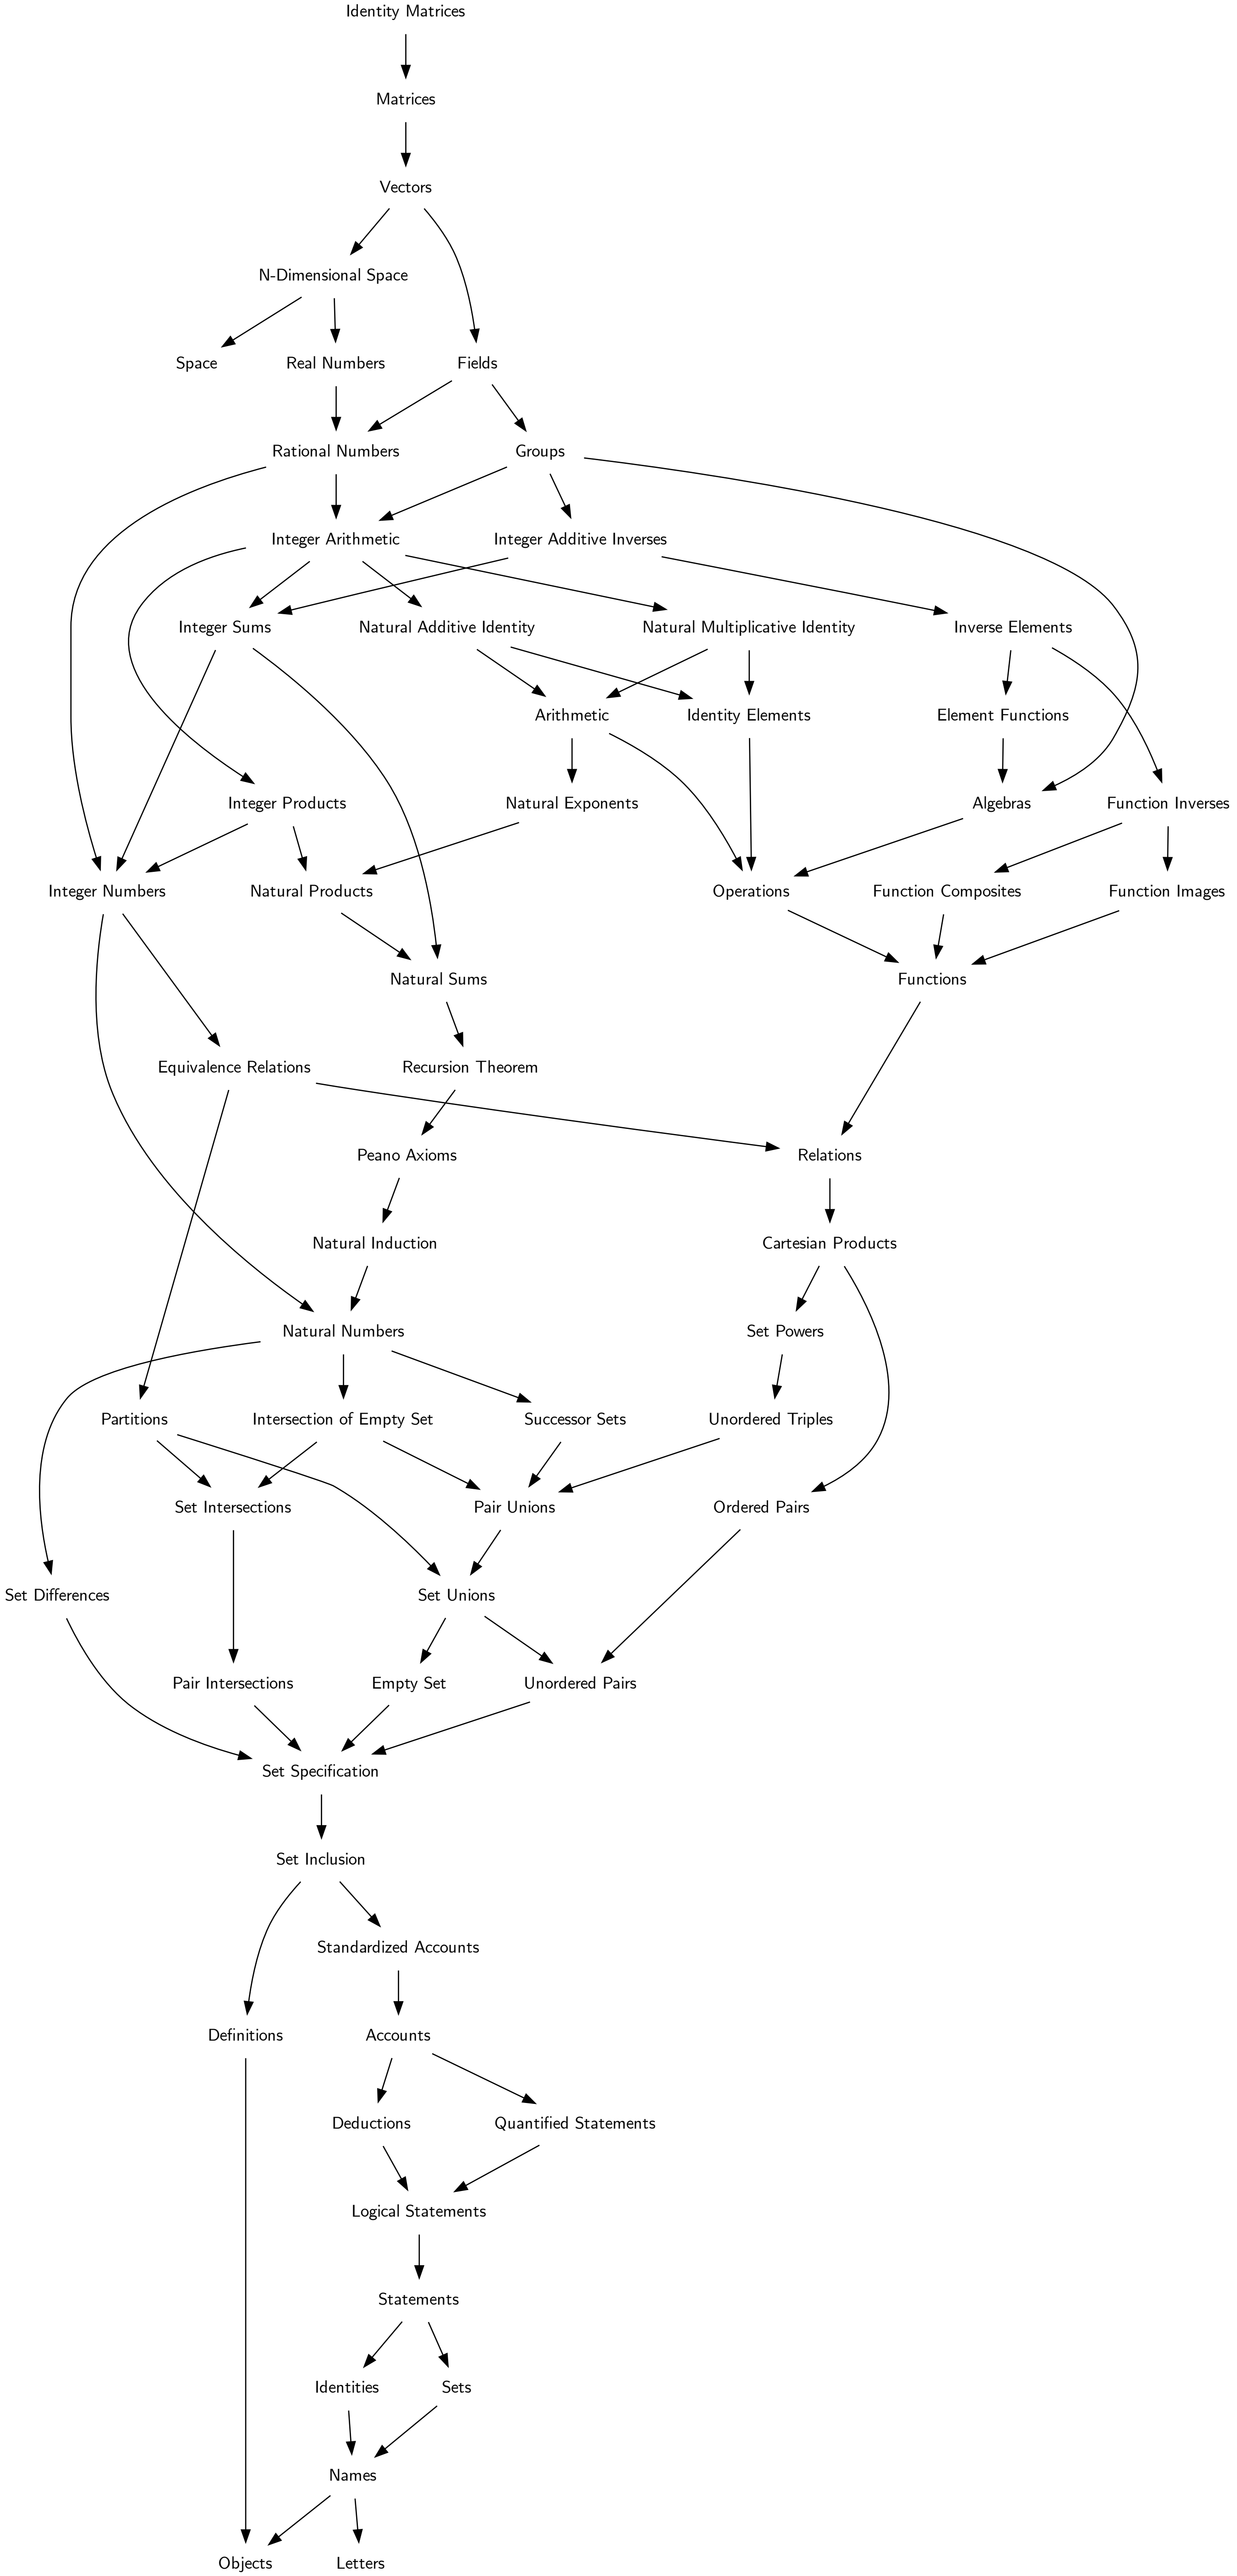 Identity Matrices
Matrices
Vectors
N-Dimensional Space
Space
Real Numbers
Fields
Rational Numbers
Groups
Integer Arithmetic
Integer Additive Inverses
Integer Sums
Natural Additive Identity
Natural Multiplicative Identity
Inverse Elements
Arithmetic
Identity Elements
Element Functions
Integer Products
Natural Exponents
Algebras
Function Inverses
Integer Numbers
Natural Products
Operations
Function Composites
Function Images
Natural Sums
Functions
Equivalence Relations
Recursion Theorem
Peano Axioms
Relations
Natural Induction
Cartesian Products
Natural Numbers
Set Powers
Partitions
Intersection of Empty Set
Successor Sets
Unordered Triples
Set Intersections
Pair Unions
Ordered Pairs
Set Differences
Set Unions
Pair Intersections
Empty Set
Unordered Pairs
Set Specification
Set Inclusion
Standardized Accounts
Definitions
Accounts
Deductions
Quantified Statements
Logical Statements
Statements
Identities
Sets
Names
Objects
Letters